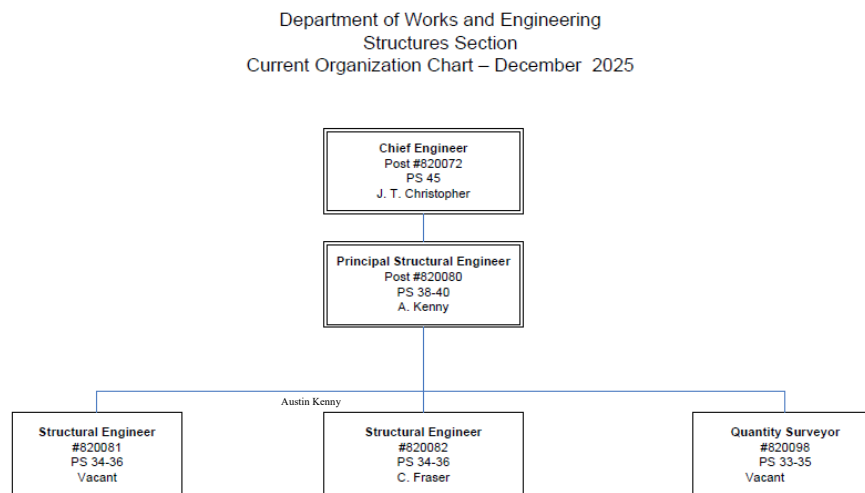 Department of Works and Engineering
Structures Section
Current Organization Chart – December 2025
Chief Engineer
Post #820072
PS 45
J. T. Christopher
Principal Structural Engineer
Post #820080
PS 38-40
A. Kenny
Austin Kenny
Structural Engineer
#820081
PS 34-36
Vacant
Structural Engineer
#820082
PS 34-36
C. Fraser
Quantity Surveyor
#820098
PS 33-35
Vacant